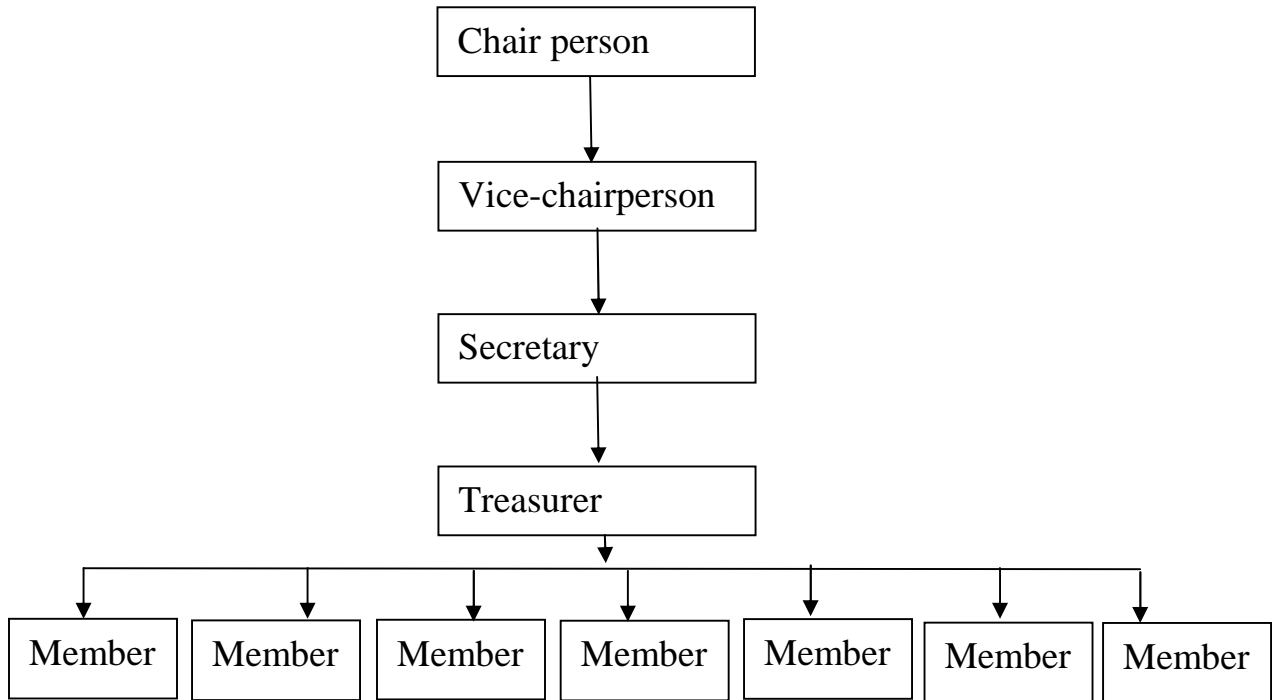 Chair person
Vice-chairperson
Secretary
Treasurer
Member
Member
Member
Member
Member
Member
Member